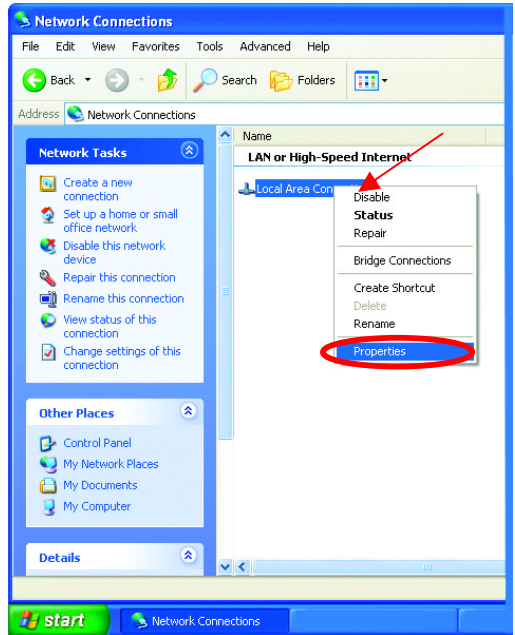 Network Connections
File Edit View Favorites Tools Advanced Help
Back Search Folders
Address Network Connections
Name
Network Tasks
Create a new
connection
Set up a home or small
office network
Disable this network
device
Repair this connection
Rename this connection
View status of this
connection
Change settings of this
connection
Other Places
Control Panel
My Network Places
My Documents
My Computer
Details
LAN or High-Speed Internet
Local Area
Disable
Status
Repair
Bridge Connections
Create Shortcut
Delete
Rename
Properties
start Network Connections